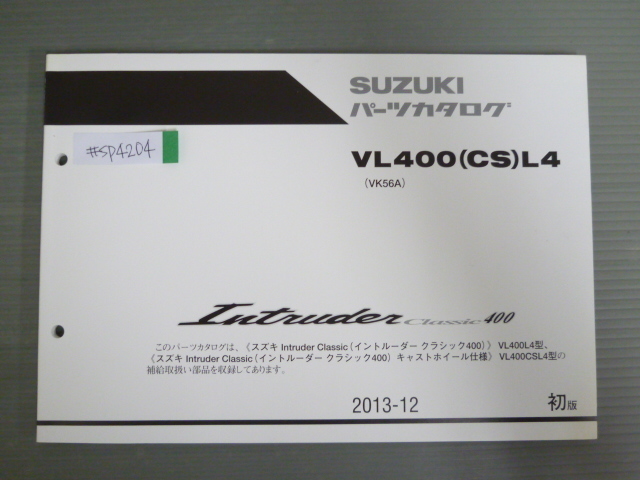 SUZUKI
パーツカタログ
#SP4204
VL400(CS)L4
(VK56A)
Intruder Classic 400
このパーツカタログは、《スズキ Intruder Classic(イントルーダー クラシック400)》 VL400L4型、
《スズキ Intruder Classic(イントルーダー クラシック400) キャストホイール仕様》 VL400CSL4型の
補給取扱い部品を収録してあります。
2013-12
初版